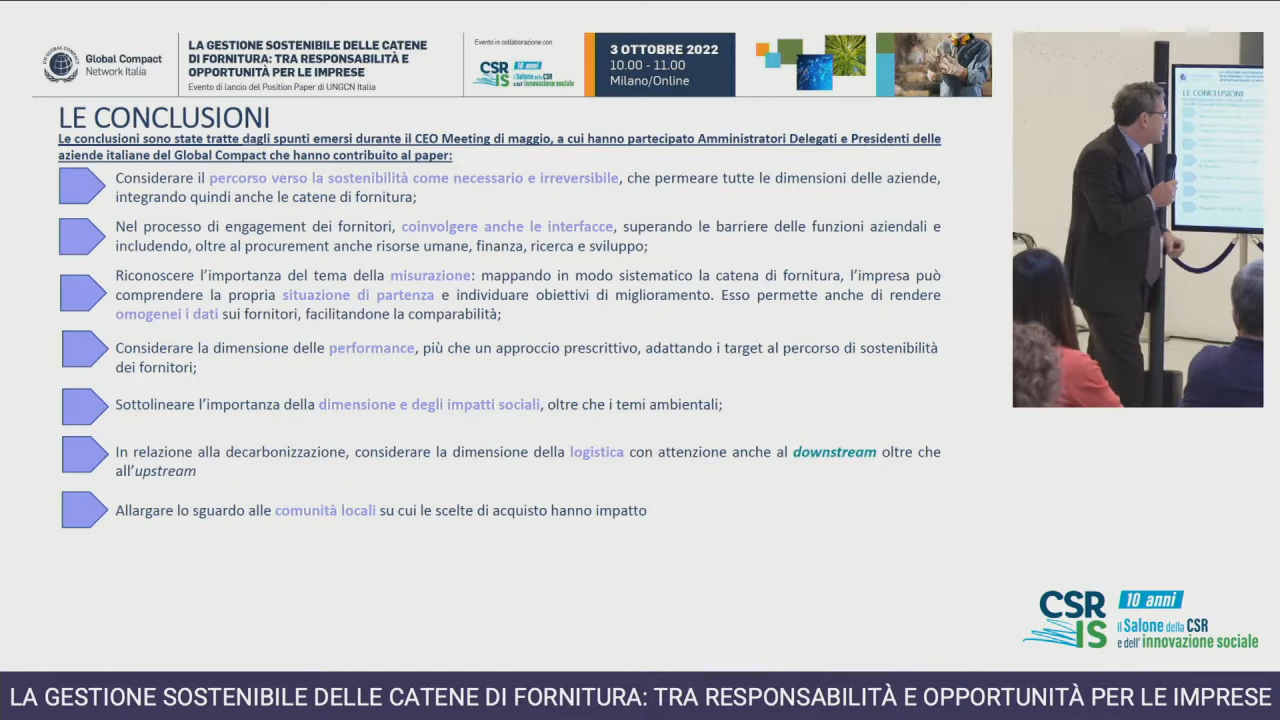 Global Compact
Network Italia
LA GESTIONE SOSTENIBILE DELLE CATENE
DI FORNITURA: TRA RESPONSABILITÀ E
OPPORTUNITÀ PER LE IMPRESE
Evento di lancio del Position Paper di UNGCN Italia
Evento in collaborazione con
CSR
IS
10 anni
Il Salone della CSR
e dell'innovazione sociale
3 OTTOBRE 2022
10.00 - 11.00
Milano/Online
LE CONCLUSIONI
Le conclusioni sono state tratte dagli spunti emersi durante il CEO Meeting di maggio, a cui hanno partecipato Amministratori Delegati e Presidenti delle
aziende italiane del Global Compact che hanno contribuito al paper:
Considerare il percorso verso la sostenibilità come necessario e irreversibile, che permeare tutte le dimensioni delle aziende,
integrando quindi anche le catene di fornitura;
Nel processo di engagement dei fornitori, coinvolgere anche le interfacce, superando le barriere delle funzioni aziendali e
includendo, oltre al procurement anche risorse umane, finanza, ricerca e sviluppo;
Riconoscere l'importanza del tema della misurazione: mappando in modo sistematico la catena di fornitura, l'impresa può
comprendere la propria situazione di partenza e individuare obiettivi di miglioramento. Esso permette anche di rendere
omogenei i dati sui fornitori, facilitandone la comparabilità;
Considerare la dimensione delle performance, più che un approccio prescrittivo, adattando i target al percorso di sostenibilità
dei fornitori;
Sottolineare l'importanza della dimensione e degli impatti sociali, oltre che i temi ambientali;
In relazione alla decarbonizzazione, considerare la dimensione della logistica con attenzione anche al downstream oltre che
all'upstream
Allargare lo sguardo alle comunità locali su cui le scelte di acquisto hanno impatto
LE CONCLUSIONI
CSR
IS
10 anni
Il Salone della CSR
e dell'innovazione sociale
LA GESTIONE SOSTENIBILE DELLE CATENE DI FORNITURA: TRA RESPONSABILITÀ E OPPORTUNITÀ PER LE IMPRESE